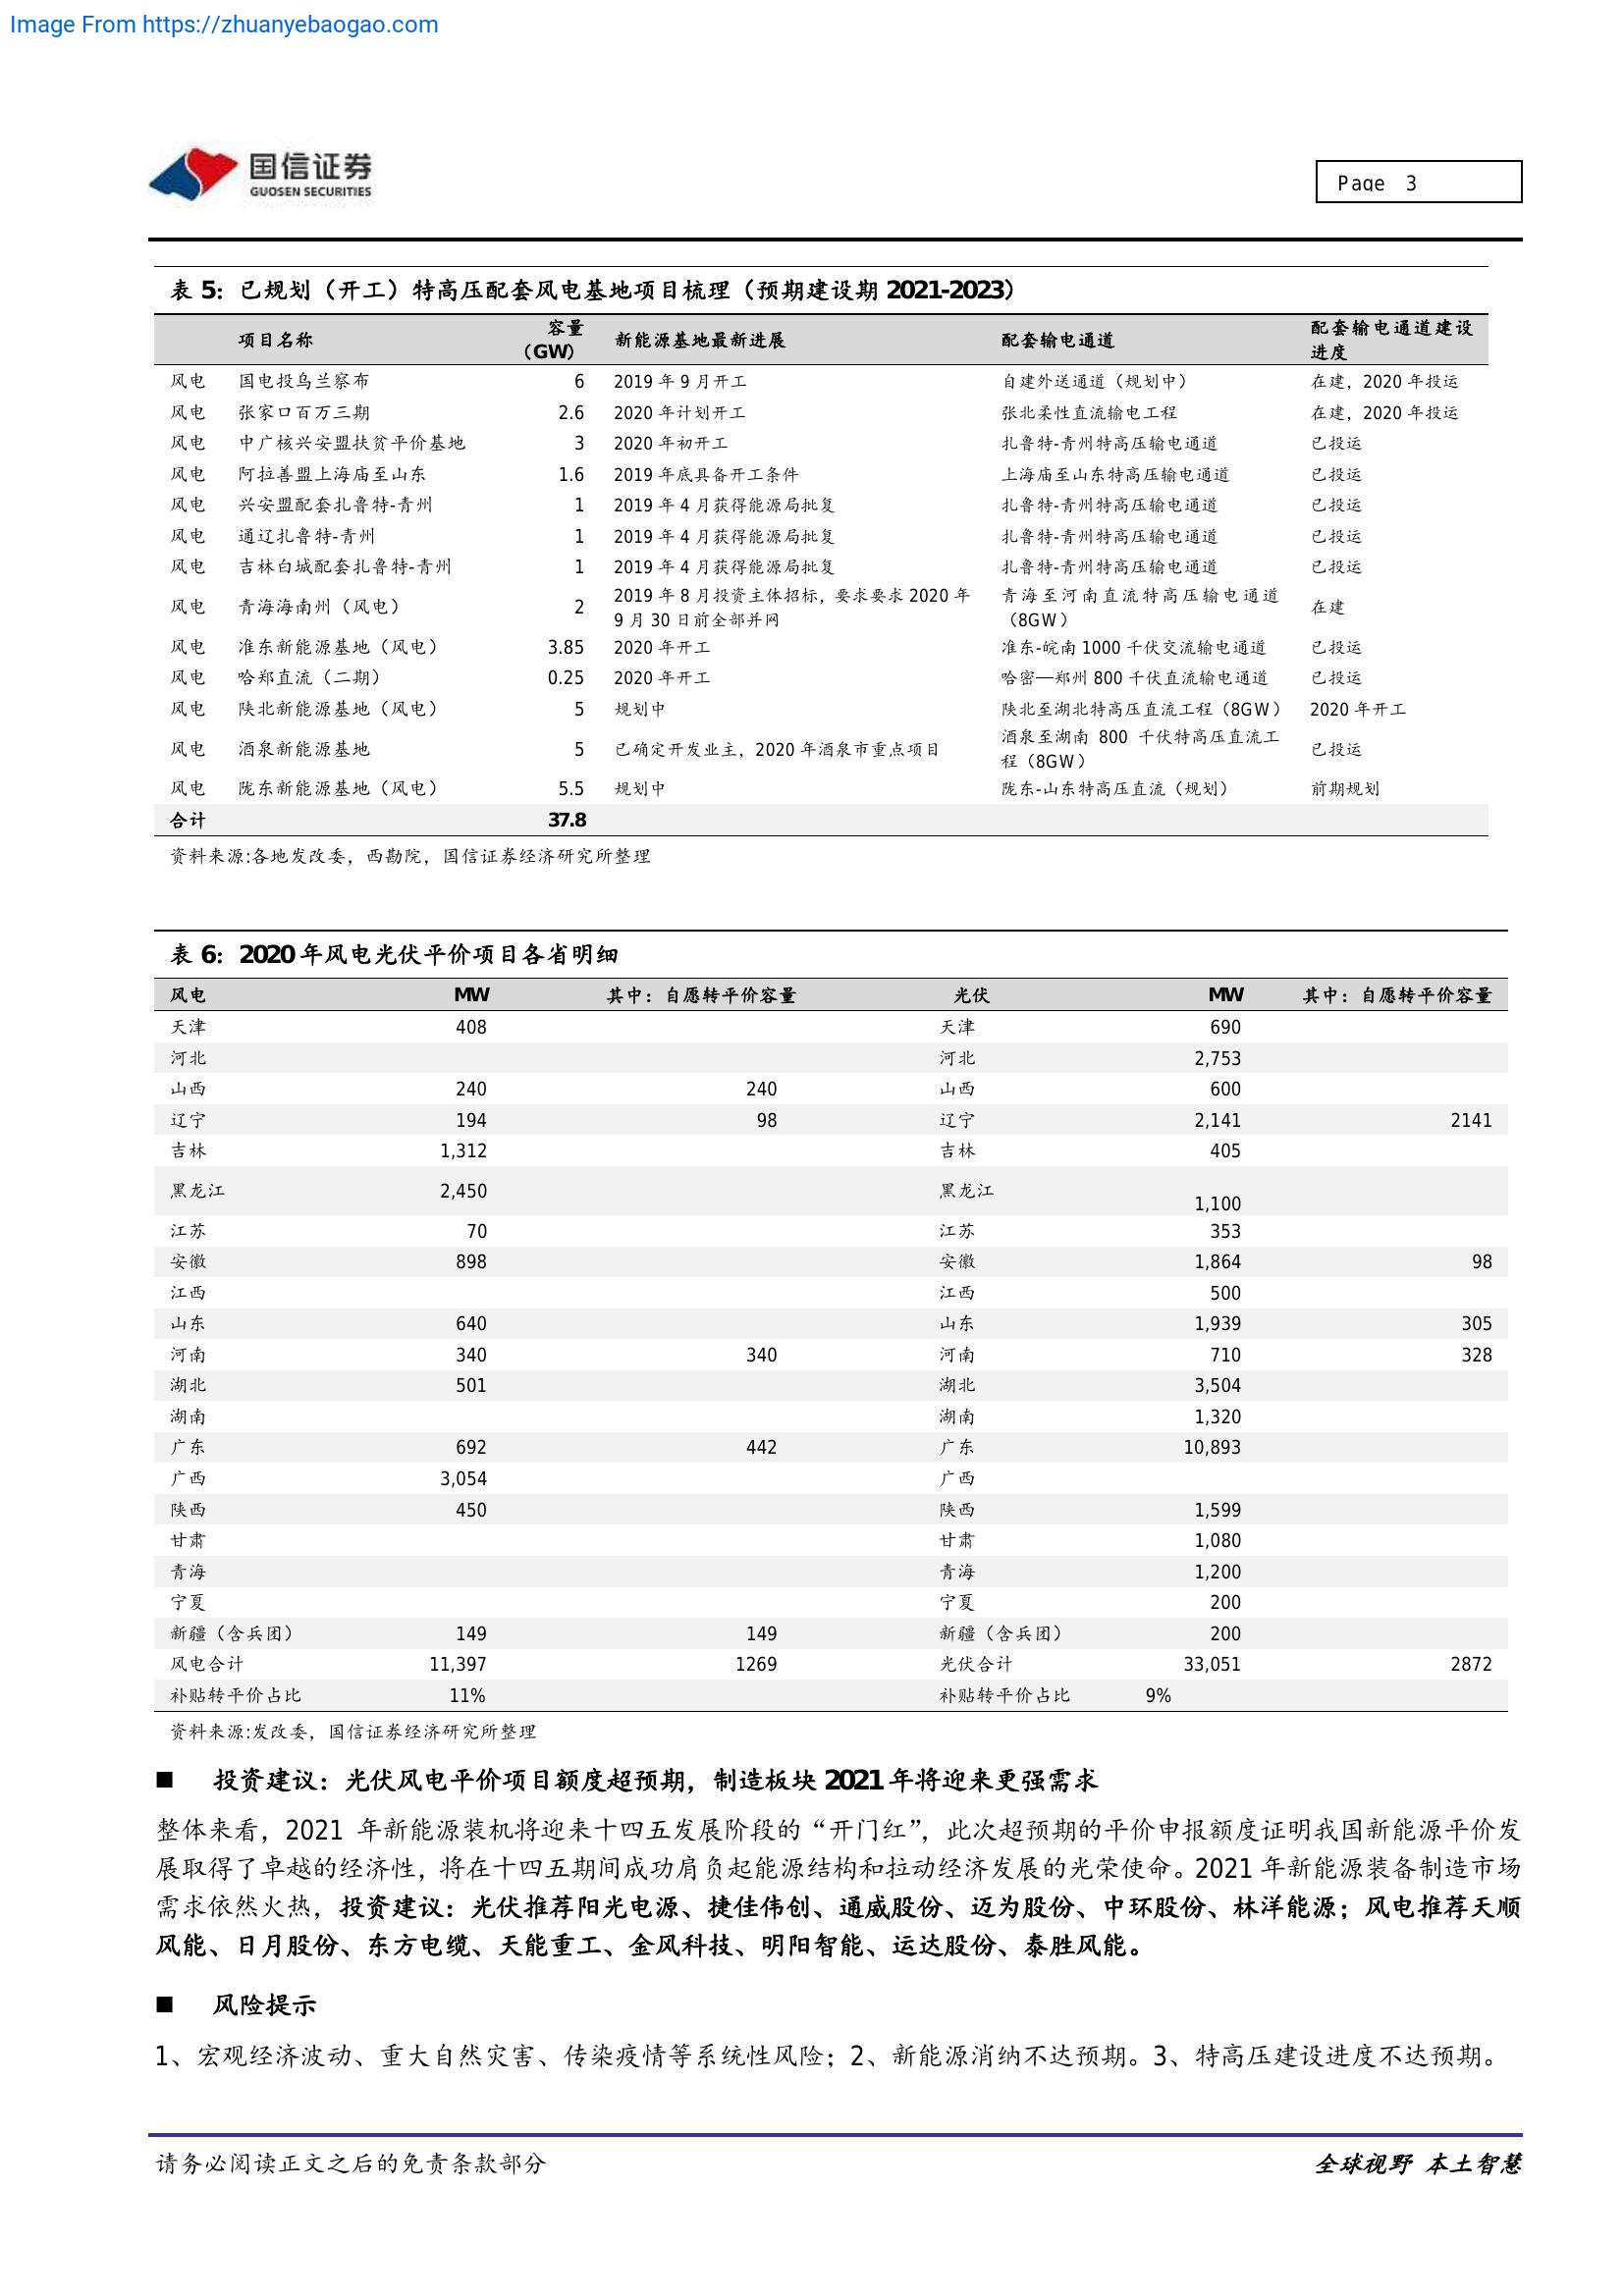 Image From https://zhuanyebaogao.com
国信证券
GUOSEN SECURITIES
Page 3
表 5：已规划（开工）特高压配套风电基地项目梳理（预期建设期 2021-2023）
项目名称 容量（GW） 新能源基地最新进展 配套输电通道 配套输电通道建设进度
风电 国电投乌兰察布 6 2019 年 9 月开工 自建外送通道（规划中） 在建，2020 年投运
风电 张家口百万三期 2.6 2020 年计划开工 张北柔性直流输电工程 在建，2020 年投运
风电 中广核兴安盟扶贫平价基地 3 2020 年初开工 扎鲁特-青州特高压输电通道 已投运
风电 阿拉善盟上海庙至山东 1.6 2019 年底具备开工条件 上海庙至山东特高压输电通道 已投运
风电 兴安盟配套扎鲁特-青州 1 2019 年 4 月获得能源局批复 扎鲁特-青州特高压输电通道 已投运
风电 通辽扎鲁特-青州 1 2019 年 4 月获得能源局批复 扎鲁特-青州特高压输电通道 已投运
风电 吉林白城配套扎鲁特-青州 1 2019 年 4 月获得能源局批复 扎鲁特-青州特高压输电通道 已投运
风电 青海海南州（风电） 2 2019 年 8 月投资主体招标，要求要求 2020 年 9 月 30 日前全部并网 青海至河南直流特高压输电通道（8GW） 在建
风电 准东新能源基地（风电） 3.85 2020 年开工 准东-皖南 1000 千伏交流输电通道 已投运
风电 哈郑直流（二期） 0.25 2020 年开工 哈密—郑州 800 千伏直流输电通道 已投运
风电 陕北新能源基地（风电） 5 规划中 陕北至湖北特高压直流工程（8GW） 2020 年开工
风电 酒泉新能源基地 5 已确定开发业主，2020 年酒泉市重点项目 酒泉至湖南 800 千伏特高压直流工程（8GW） 已投运
风电 陇东新能源基地（风电） 5.5 规划中 陇东-山东特高压直流（规划） 前期规划
合计 37.8
资料来源:各地发改委，西勘院，国信证券经济研究所整理
表 6：2020 年风电光伏平价项目各省明细
风电 MW 其中：自愿转平价容量 光伏 MW 其中：自愿转平价容量
天津 408 天津 690
河北 河北 2,753
山西 240 240 山西 600
辽宁 194 98 辽宁 2,141 2141
吉林 1,312 吉林 405
黑龙江 2,450 黑龙江 1,100
江苏 70 江苏 353
安徽 898 安徽 1,864 98
江西 江西 500
山东 640 山东 1,939 305
河南 340 340 河南 710 328
湖北 501 湖北 3,504
湖南 湖南 1,320
广东 692 442 广东 10,893
广西 3,054 广西
陕西 450 陕西 1,599
甘肃 甘肃 1,080
青海 青海 1,200
宁夏 宁夏 200
新疆（含兵团） 149 149 新疆（含兵团） 200
风电合计 11,397 1269 光伏合计 33,051 2872
补贴转平价占比 11% 补贴转平价占比 9%
资料来源:发改委，国信证券经济研究所整理
■ 投资建议：光伏风电平价项目额度超预期，制造板块 2021 年将迎来更强需求
整体来看，2021 年新能源装机将迎来十四五发展阶段的“开门红”，此次超预期的平价申报额度证明我国新能源平价发
展取得了卓越的经济性，将在十四五期间成功肩负起能源结构和拉动经济发展的光荣使命。2021 年新能源装备制造市场
需求依然火热，投资建议：光伏推荐阳光电源、捷佳伟创、通威股份、迈为股份、中环股份、林洋能源；风电推荐天顺
风能、日月股份、东方电缆、天能重工、金风科技、明阳智能、运达股份、泰胜风能。
■ 风险提示
1、宏观经济波动、重大自然灾害、传染疫情等系统性风险；2、新能源消纳不达预期。3、特高压建设进度不达预期。
请务必阅读正文之后的免责条款部分
全球视野 本土智慧